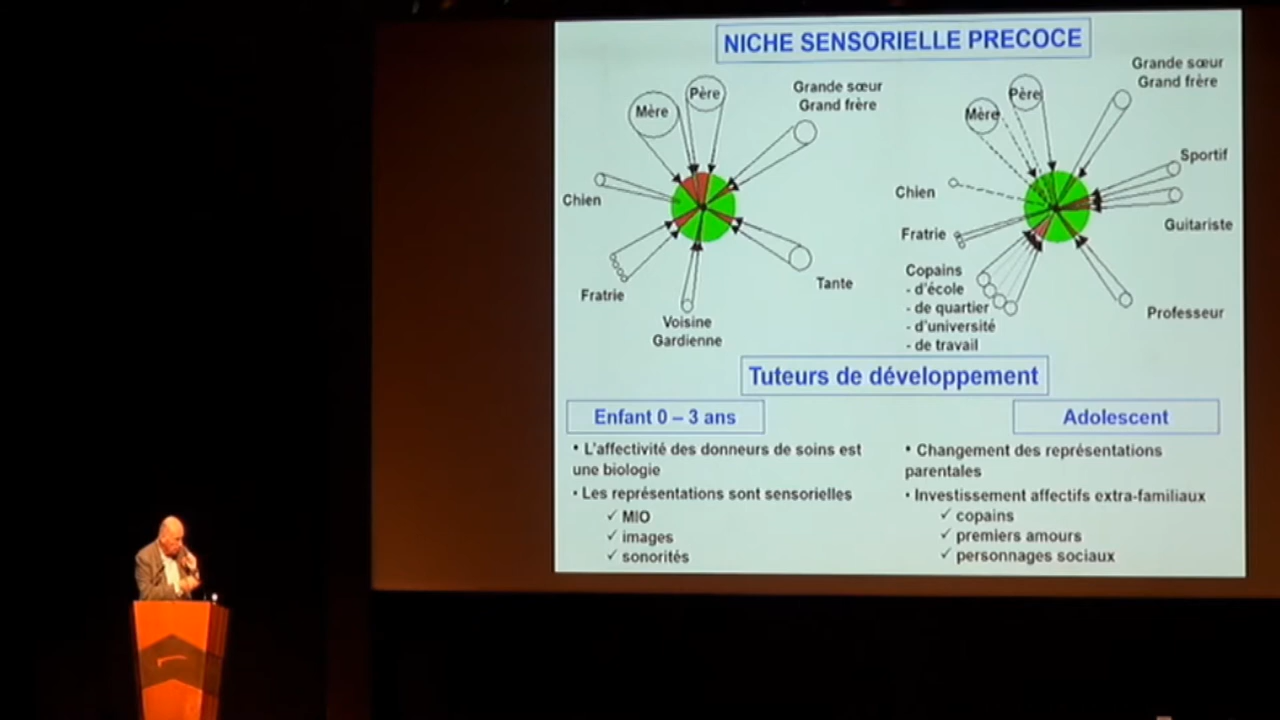 NICHE SENSORIELLE PRECOCE
Mère
Père
Grande sœur
Grand frère
Chien
Fratrie
Voisine
Gardienne
Tante
Mère
Père
Grande sœur
Grand frère
Sportif
Chien
Guitariste
Fratrie
Copains
- d'école
- de quartier
- d'université
- de travail
Professeur
Tuteurs de développement
Enfant 0 – 3 ans
• L'affectivité des donneurs de soins est
une biologie
• Les représentations sont sensorielles
✓ MIO
✓ images
✓ sonorités
Adolescent
• Changement des représentations
parentales
• Investissement affectifs extra-familiaux
✓ copains
✓ premiers amours
✓ personnages sociaux